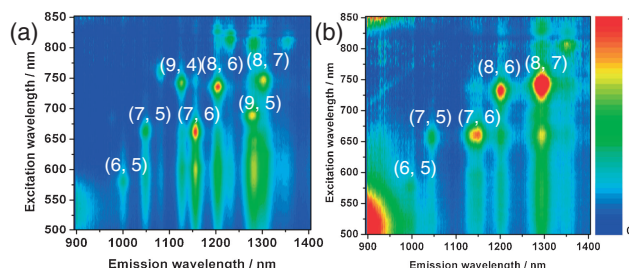 (a)
Excitation wavelength / nm
850
800
750
700
650
600
550
500
900 1000 1100 1200 1300 1400
Emission wavelength / nm
(9, 4) (8, 6) (8, 7)
(7, 5) (7, 6) (9, 5)
(6, 5)
(b)
Excitation wavelength / nm
850
800
750
700
650
600
550
500
900 1000 1100 1200 1300 1400
Emission wavelength / nm
(8, 6) (8, 7)
(7, 5) (7, 6)
(6, 5)